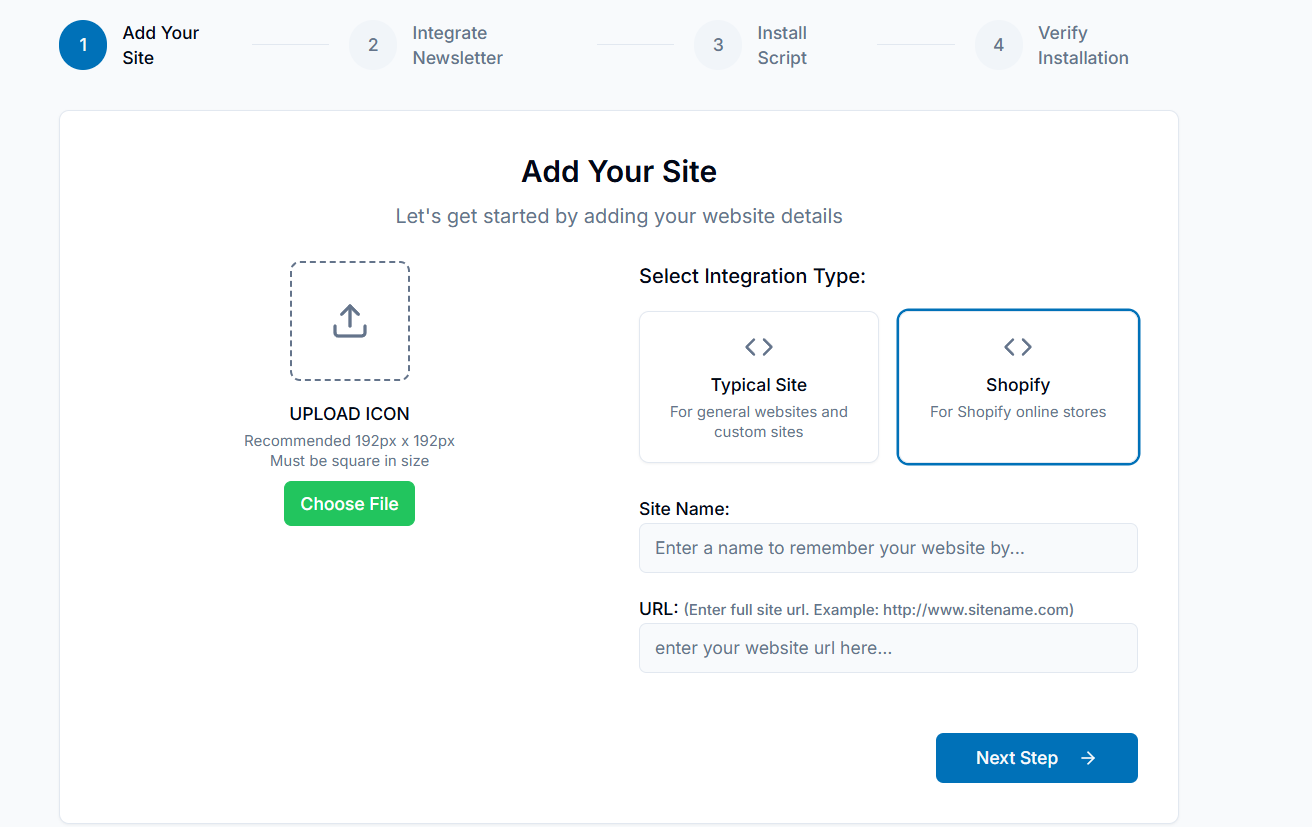 1
Add Your
Site
2
Integrate
Newsletter
3
Install
Script
4
Verify
Installation
Add Your Site
Let's get started by adding your website details
UPLOAD ICON
Recommended 192px x 192px
Must be square in size
Choose File
Select Integration Type:
Typical Site
For general websites and
custom sites
Shopify
For Shopify online stores
Site Name:
Enter a name to remember your website by...
URL: (Enter full site url. Example: http://www.sitename.com)
enter your website url here...
Next Step